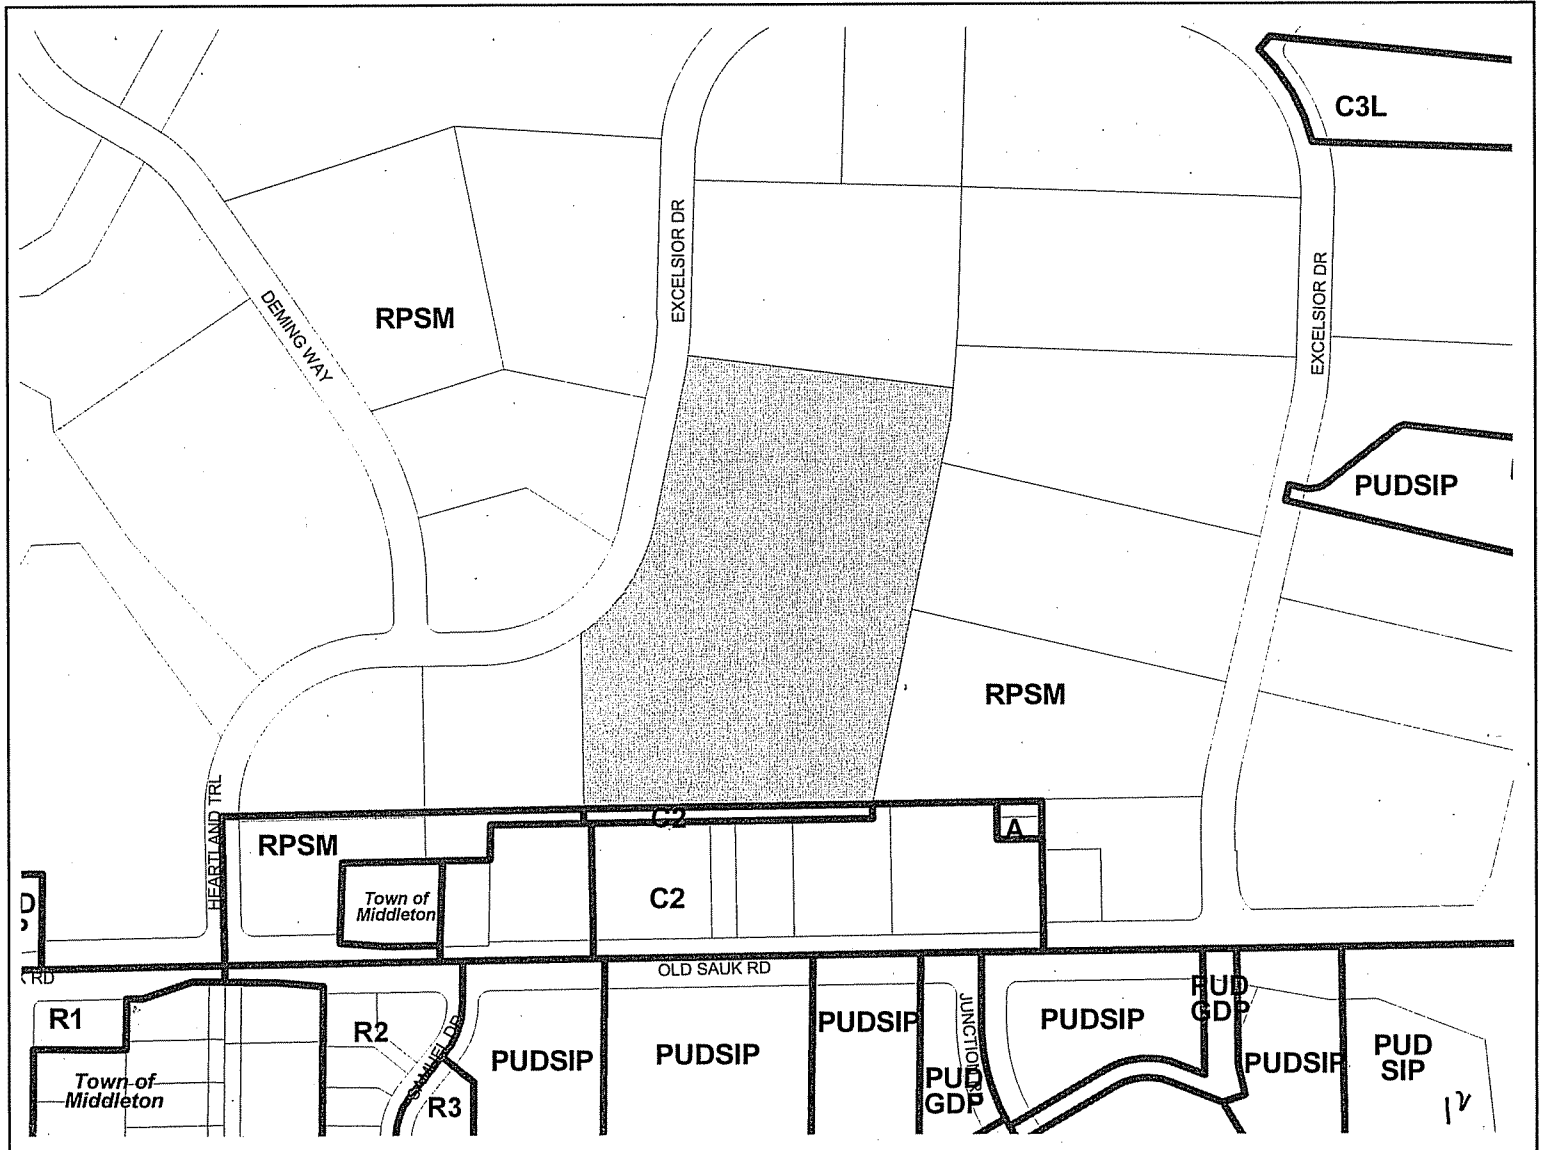 C3L
EXCELSIOR DR
EXCELSIOR DR
DEMING WAY
RPSM
PUDSIP
RPSM
HEARTLAND TRL
C2
A
RPSM
Town of
Middleton
C2
D
RD
OLD SAUK RD
R1
R2
SAMUEL DR
PUDSIP
PUDSIP
PUDSIP
JUNCTION
PUDSIP
PUD
GDP
PUDSIP
PUD
SIP
Town of
Middleton
R3
PUD
GDP
12